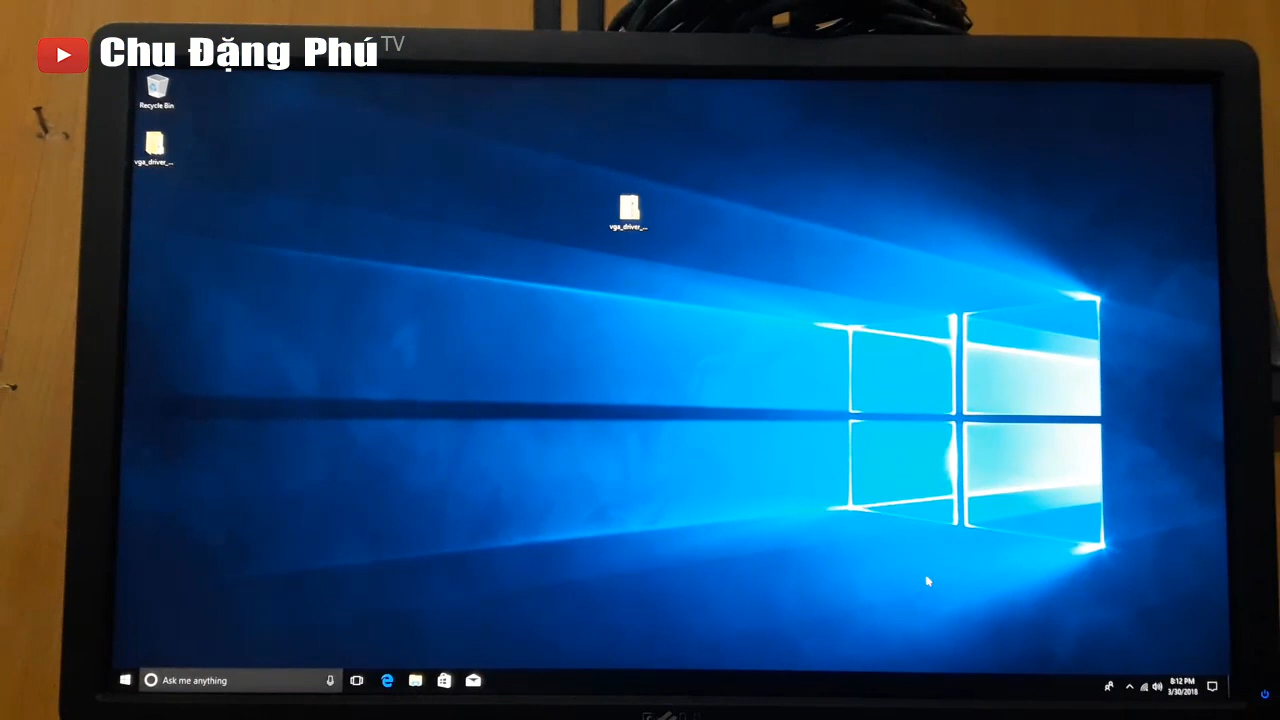 Chu Đặng Phú TV
Recycle Bin
vga_driver_...
vga_driver_...
Ask me anything
8:12 PM
3/30/2018